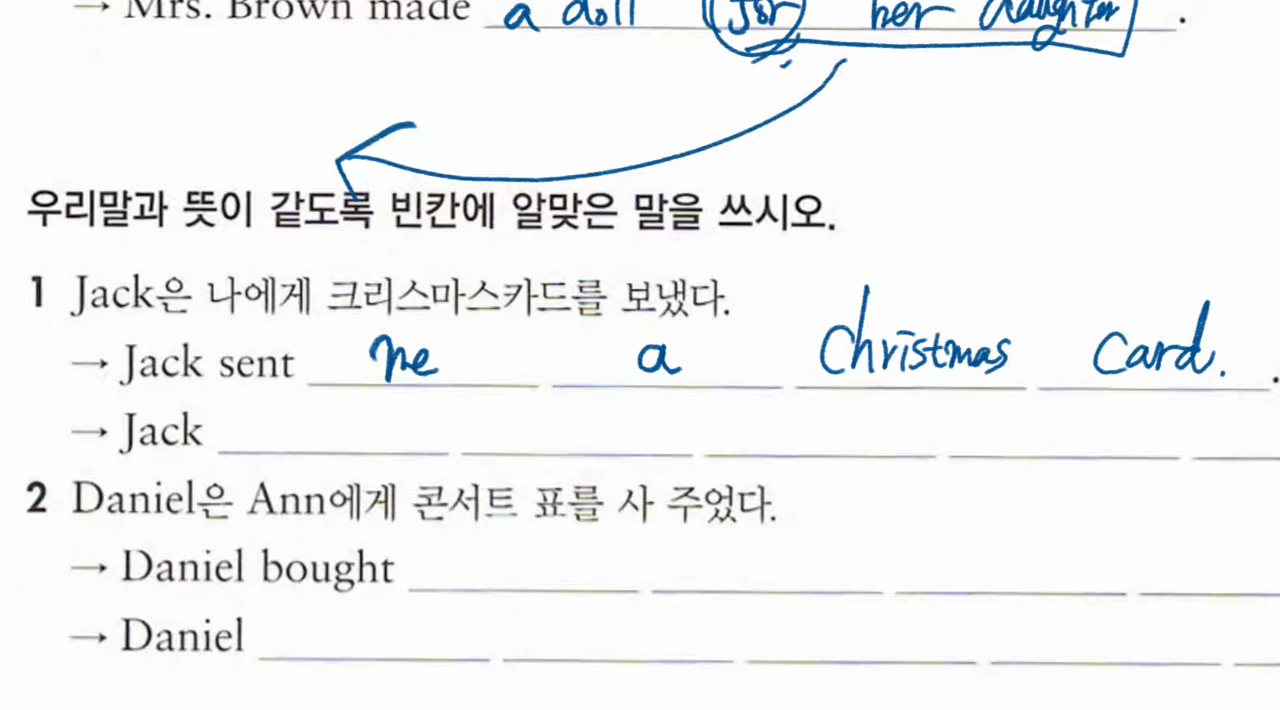 → Mrs. Brown made a doll for her daughter.
우리말과 뜻이 같도록 빈칸에 알맞은 말을 쓰시오.
1 Jack은 나에게 크리스마스카드를 보냈다.
→ Jack sent me a Christmas card. .
→ Jack
2 Daniel은 Ann에게 콘서트 표를 사 주었다.
→ Daniel bought
→ Daniel